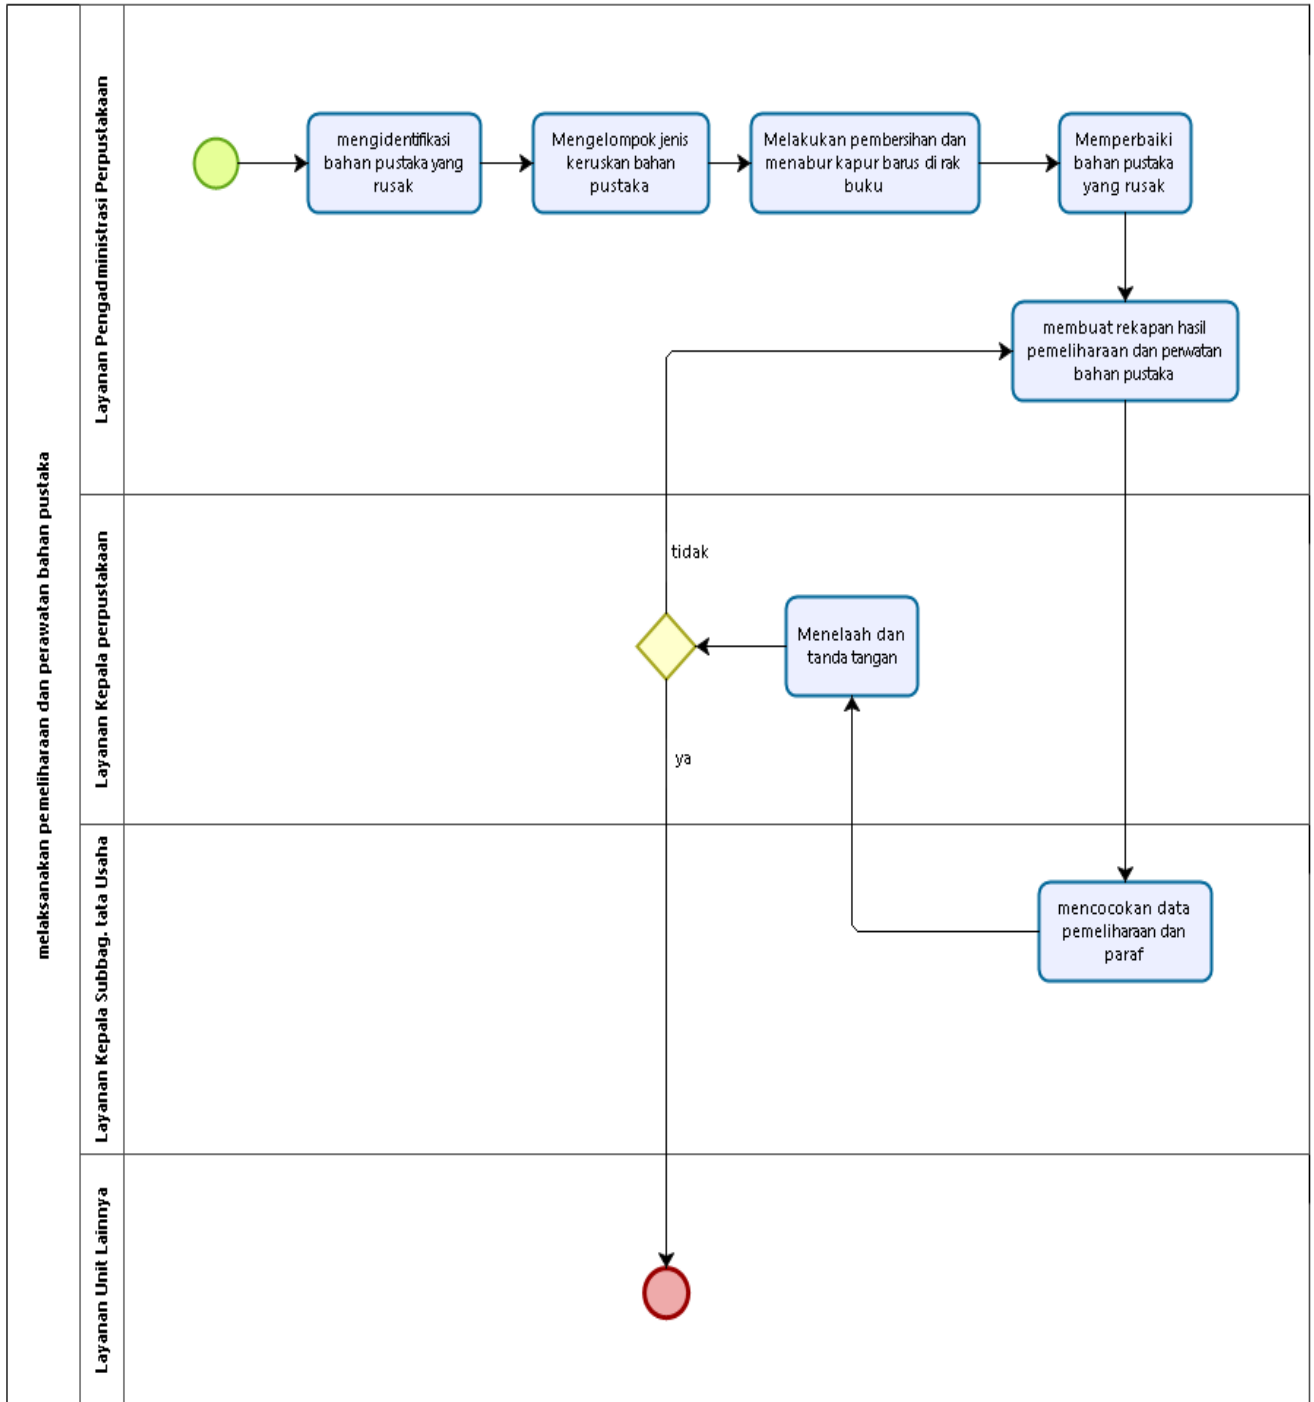 melaksanakan pemeliharaan dan perawatan bahan pustaka
Layanan Pengadministrasi Perpustakaan
mengidentifikasi
bahan pustaka yang
rusak
Mengelompok jenis
keruskan bahan
pustaka
Melakukan pembersihan dan
menabur kapur barus di rak
buku
Memperbaiki
bahan pustaka
yang rusak
membuat rekapan hasil
pemeliharaan dan perwatan
bahan pustaka
Layanan Kepala perpustakaan
tidak
Menelaah dan
tanda tangan
ya
Layanan Kepala Subbag. tata Usaha
mencocokan data
pemeliharaan dan
paraf
Layanan Unit Lainnya